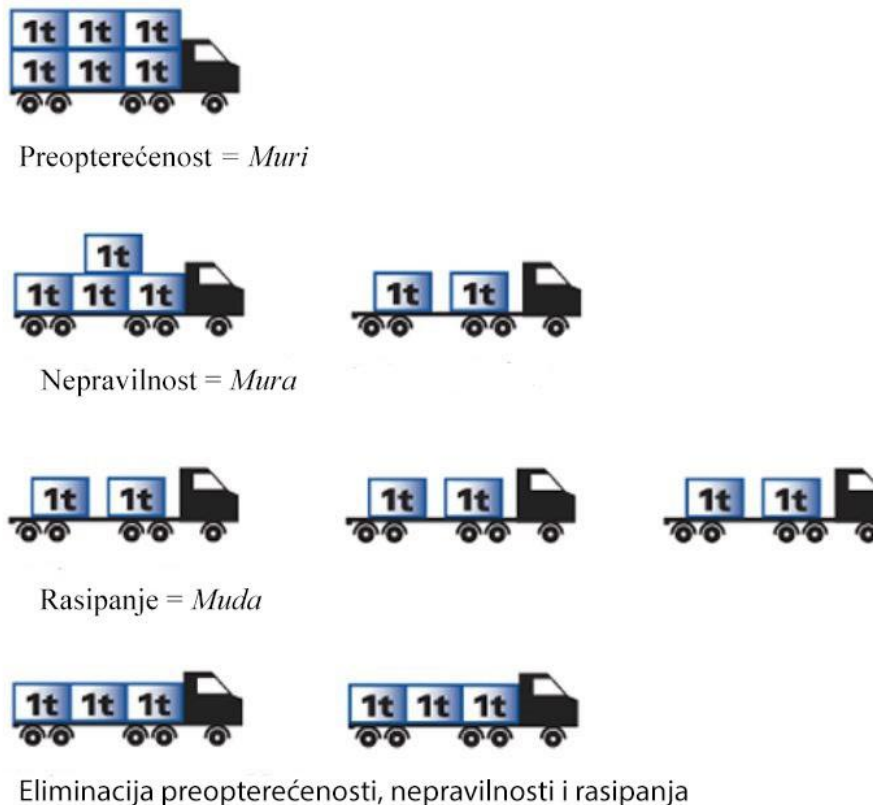 1t 1t 1t
1t 1t 1t
Preopterećenost = Muri
1t
1t 1t 1t 1t 1t
Nepravilnost = Mura
1t 1t 1t 1t 1t 1t
Rasipanje = Muda
1t 1t 1t 1t 1t 1t
Eliminacija preopterećenosti, nepravilnosti i rasipanja